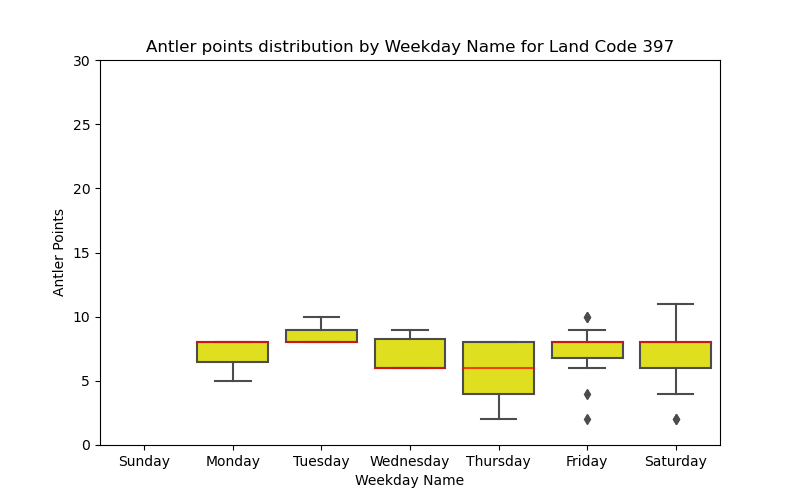 Antler points distribution by Weekday Name for Land Code 397
30
25
20
15
10
5
0
Antler Points
Sunday Monday Tuesday Wednesday Thursday Friday Saturday
Weekday Name